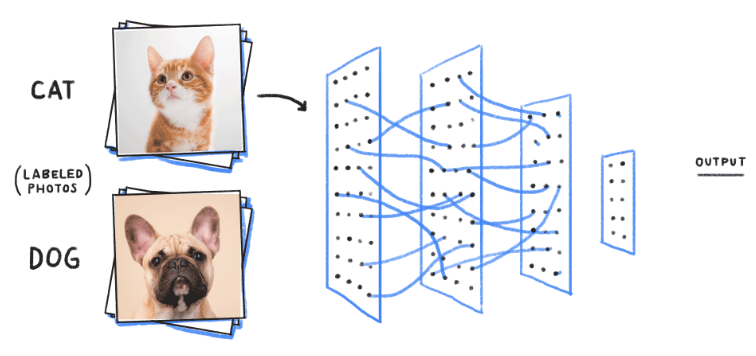 CAT
(LABELED
PHOTOS)
DOG
OUTPUT